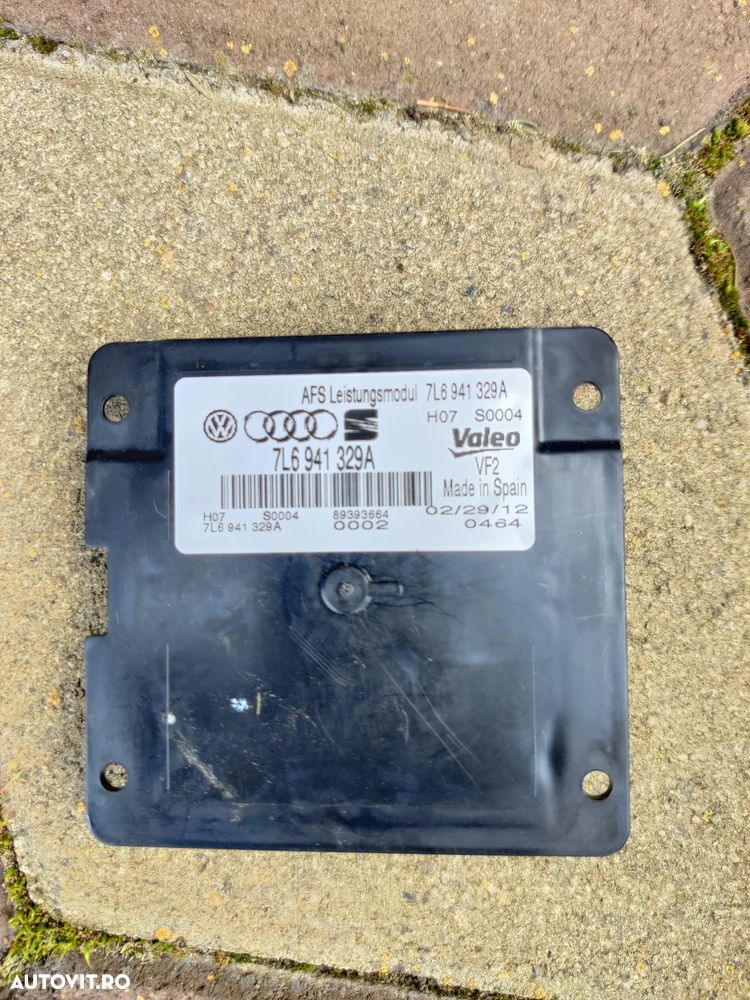 AFS Leistungsmodul 7L6 941 329A
H07 S0004
Valeo
7L6 941 329A
VF2
Made in Spain
H07 S0004 89393664 02/29/12
7L6 941 329A 0002 0464
AUTOVIT.RO